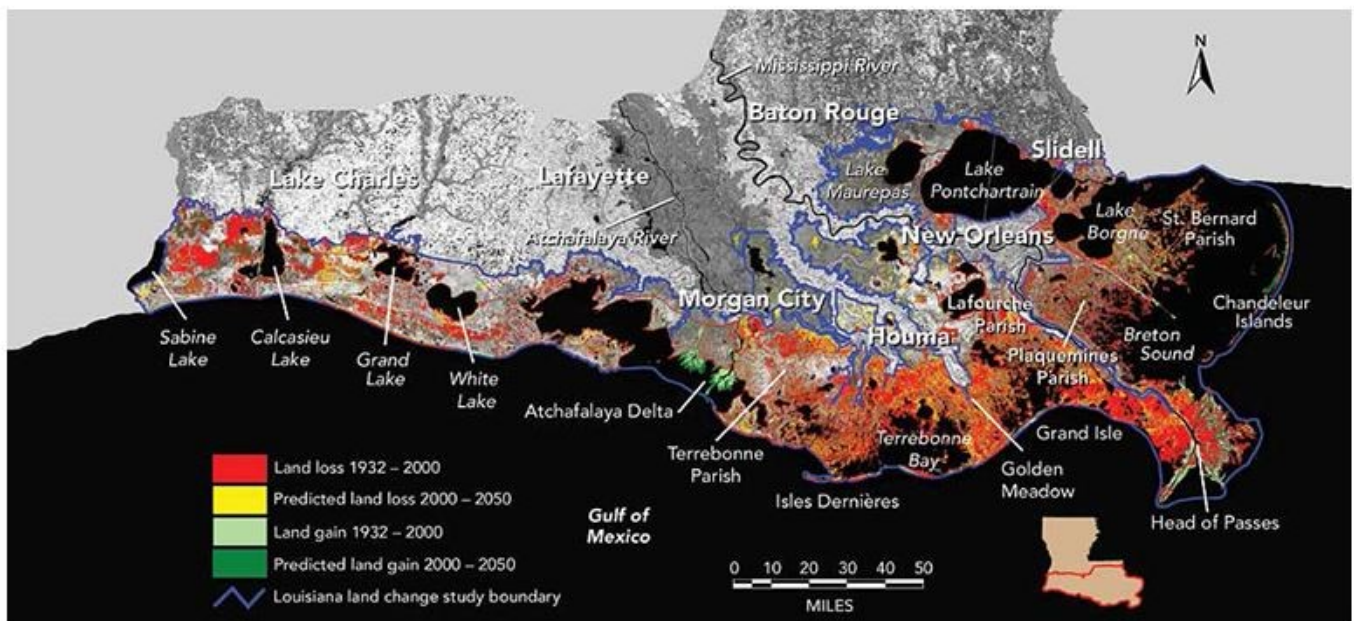 N
Mississippi River
Baton Rouge
Slidell
Lake
Maurepas
Lake
Pontchartrain
Lake Charles
Lafayette
Atchafalaya River
New Orleans
Lake
Borgne
St. Bernard
Parish
Morgan City
Houma
Lafourche
Parish
Plaquemines
Parish
Breton
Sound
Chandeleur
Islands
Sabine
Lake
Calcasieu
Lake
Grand
Lake
White
Lake
Atchafalaya Delta
Terrebonne
Parish
Terrebonne
Bay
Isles Dernières
Grand Isle
Golden
Meadow
Head of Passes
Gulf of
Mexico
Land loss 1932 – 2000
Predicted land loss 2000 – 2050
Land gain 1932 – 2000
Predicted land gain 2000 – 2050
Louisiana land change study boundary
0 10 20 30 40 50
MILES